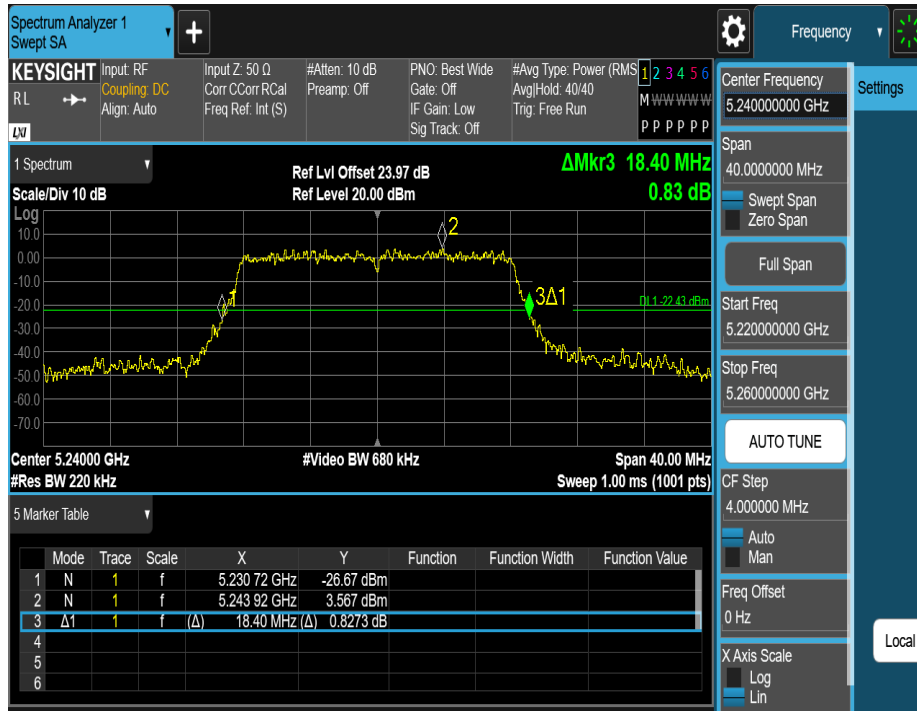 Spectrum Analyzer 1
Swept SA
+
Frequency
KEYSIGHT
RL
LXI
Input: RF
Coupling: DC
Align: Auto
Input Z: 50 Ω
Corr CCorr RCal
Freq Ref: Int (S)
#Atten: 10 dB
Preamp: Off
PNO: Best Wide
Gate: Off
IF Gain: Low
Sig Track: Off
#Avg Type: Power (RMS
Avg|Hold: 40/40
Trig: Free Run
1 2 3 4 5 6
M W W W W W
P P P P P P
1 Spectrum
Scale/Div 10 dB
Ref Lvl Offset 23.97 dB
Ref Level 20.00 dBm
ΔMkr3 18.40 MHz
0.83 dB
Log
10.0
0.00
-10.0
-20.0
-30.0
-40.0
-50.0
-60.0
-70.0
1
2
3Δ1
DL1 -22.43 dBm
Center 5.24000 GHz
#Video BW 680 kHz
Span 40.00 MHz
#Res BW 220 kHz
Sweep 1.00 ms (1001 pts)
5 Marker Table
Mode Trace Scale X Y Function Function Width Function Value
1 N 1 f 5.230 72 GHz -26.67 dBm
2 N 1 f 5.243 92 GHz 3.567 dBm
3 Δ1 1 f (Δ) 18.40 MHz (Δ) 0.8273 dB
4
5
6
Center Frequency
5.240000000 GHz
Span
40.0000000 MHz
Swept Span
Zero Span
Full Span
Start Freq
5.220000000 GHz
Stop Freq
5.260000000 GHz
AUTO TUNE
CF Step
4.000000 MHz
Auto
Man
Freq Offset
0 Hz
X Axis Scale
Log
Lin
Settings
Local